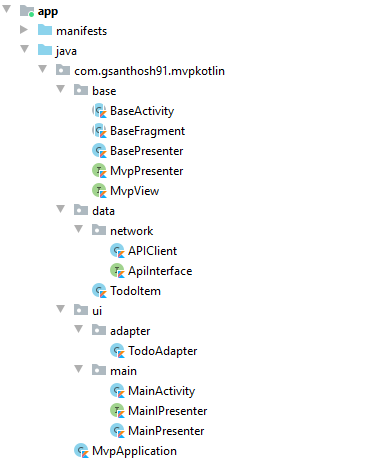 app
manifests
java
com.gsanthosh91.mvpkotlin
base
BaseActivity
BaseFragment
BasePresenter
MvpPresenter
MvpView
data
network
APIClient
ApiInterface
TodoItem
ui
adapter
TodoAdapter
main
MainActivity
MainIPresenter
MainPresenter
MvpApplication